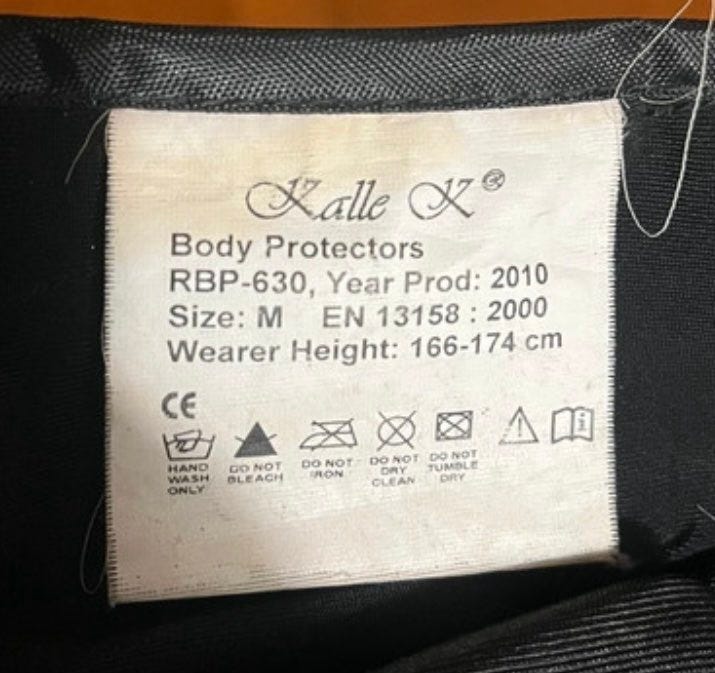 Kalle K®
Body Protectors
RBP-630, Year Prod: 2010
Size: M EN 13158 : 2000
Wearer Height: 166-174 cm
CE
HAND WASH ONLY
DO NOT BLEACH
DO NOT IRON
DO NOT DRY CLEAN
DO NOT TUMBLE DRY